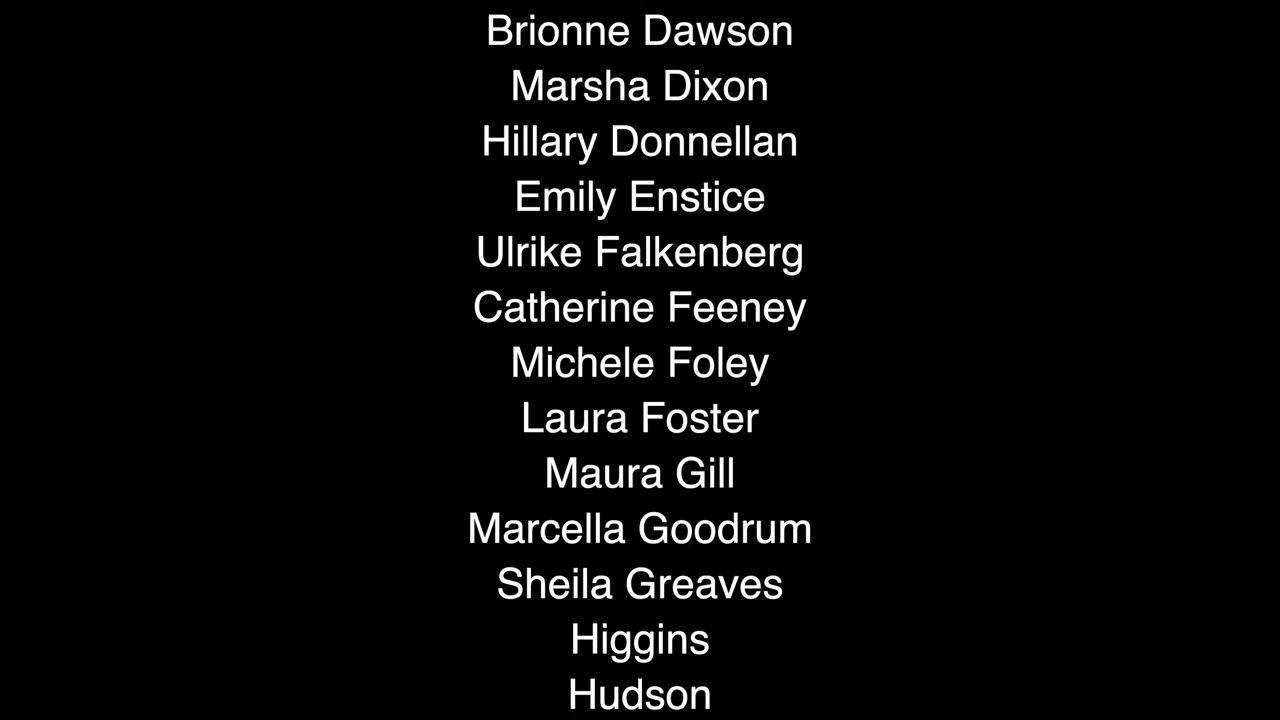 Brionne Dawson
Marsha Dixon
Hillary Donnellan
Emily Enstice
Ulrike Falkenberg
Catherine Feeney
Michele Foley
Laura Foster
Maura Gill
Marcella Goodrum
Sheila Greaves
Higgins
Hudson